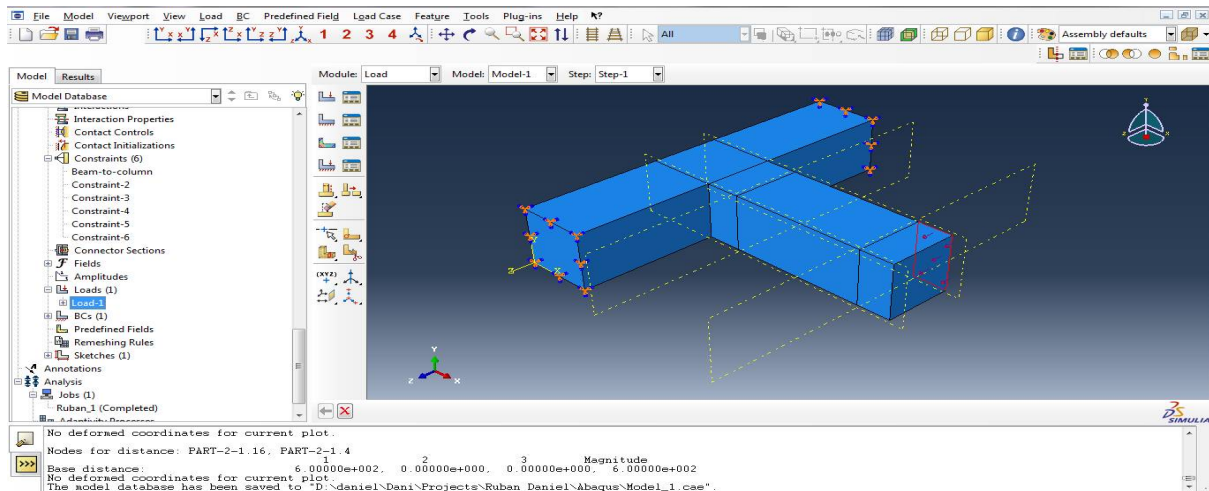 File Model Viewport View Load BC Predefined Field Load Case Feature Tools Plug-ins Help
1 2 3 4 All Assembly defaults
Model Results Module: Load Model: Model-1 Step: Step-1
Model Database
Interactions
Interaction Properties
Contact Controls
Contact Initializations
Constraints (6)
Beam-to-column
Constraint-2
Constraint-3
Constraint-4
Constraint-5
Constraint-6
Connector Sections
Fields
Amplitudes
Loads (1)
Load-1
BCs (1)
Predefined Fields
Remeshing Rules
Sketches (1)
Annotations
Analysis
Jobs (1)
Ruban_1 (Completed)
Adaptivity Processes
(XYZ)
Y
Z X
Y
Z X
SIMULIA
No deformed coordinates for current plot.
Nodes for distance: PART-2-1.16, PART-2-1.4
1 2 3 Magnitude
Base distance: 6.00000e+002, 0.00000e+000, 0.00000e+000, 6.00000e+002
No deformed coordinates for current plot.
The model database has been saved to "D:\daniel\Dani\Projects\Ruban Daniel\Abaqus\Model_1.cae".